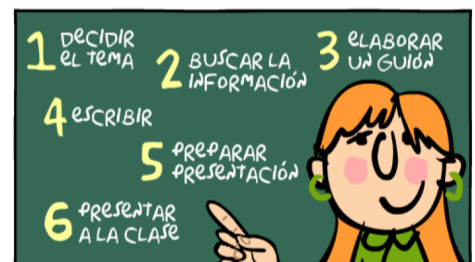 1 DECIDIR
EL TEMA
2 BUSCAR LA
INFORMACIÓN
3 ELABORAR
UN GUIÓN
4 ESCRIBIR
5 PREPARAR
PRESENTACIÓN
6 PRESENTAR
A LA CLASE